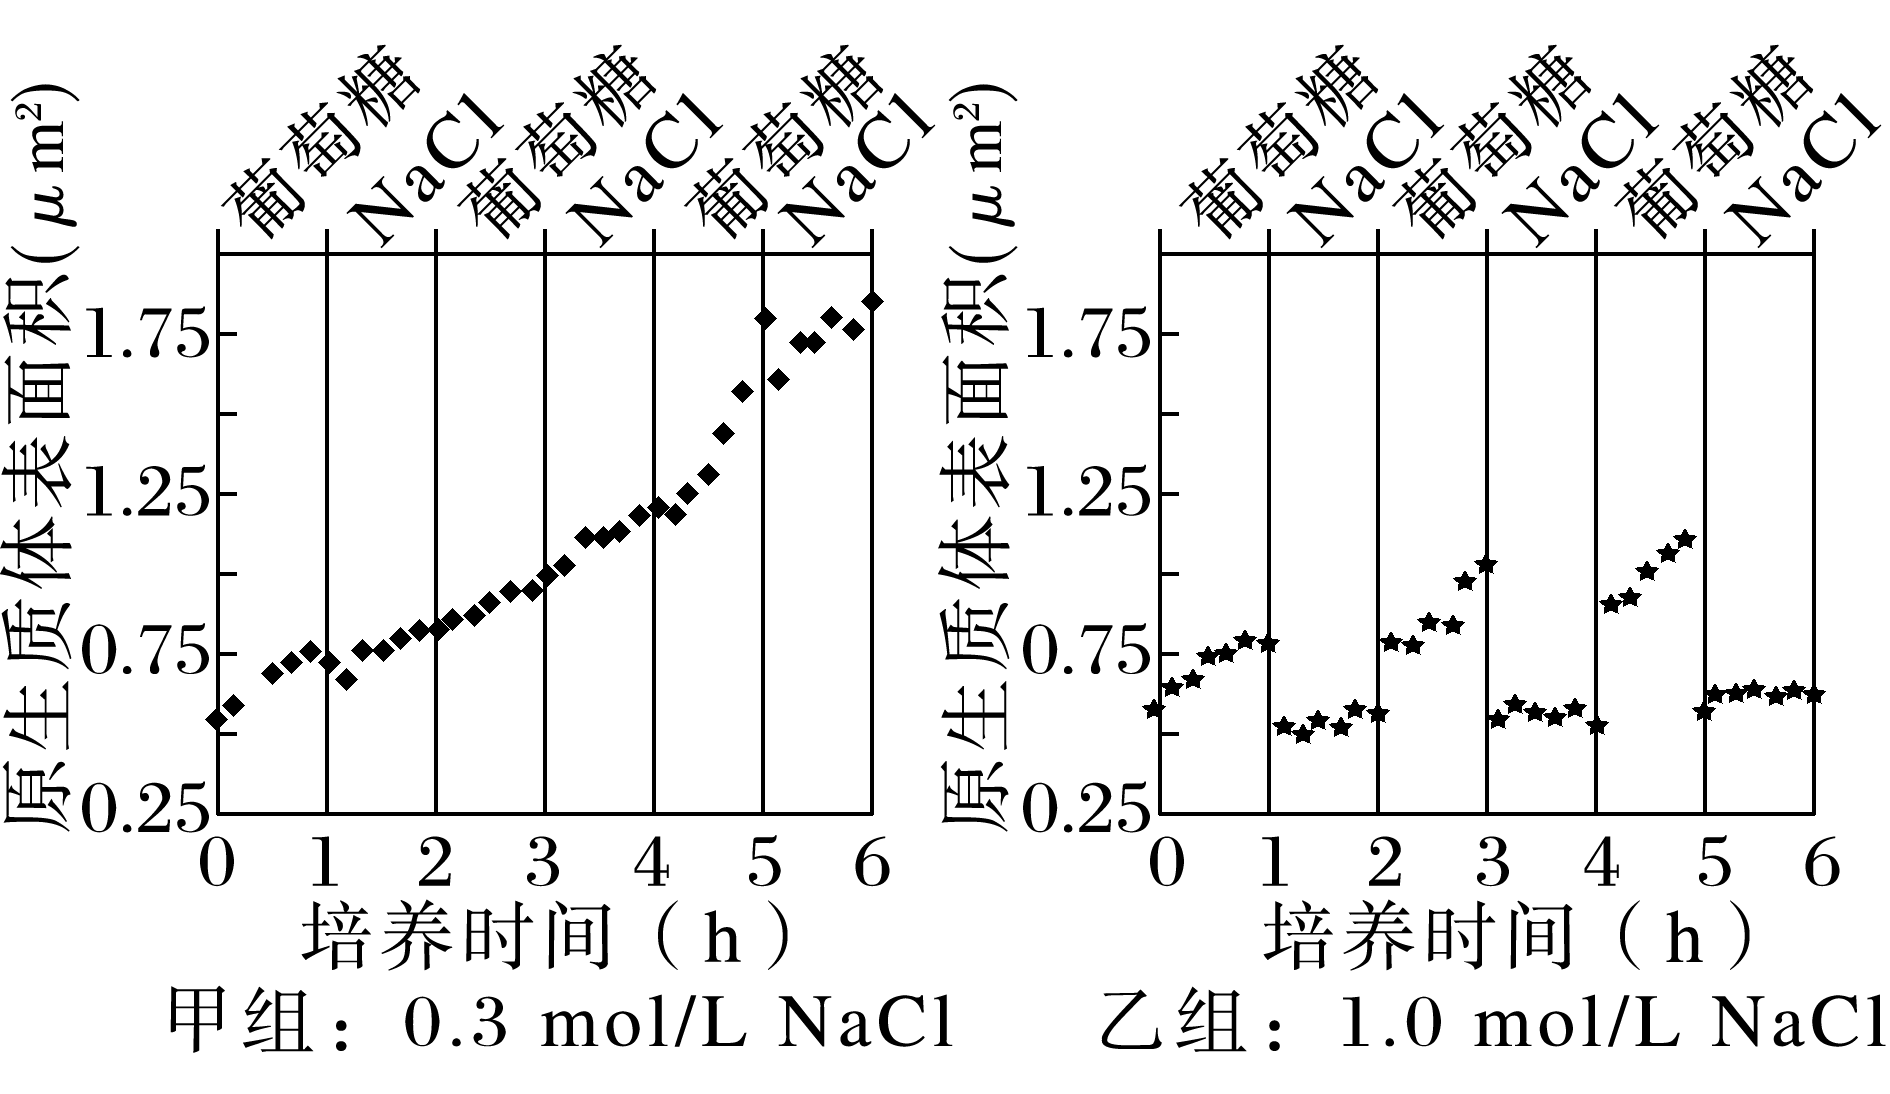 葡萄糖 NaCl 葡萄糖 NaCl 葡萄糖 NaCl
原生质体表面积(μm²)
1.75
1.25
0.75
0.25
0 1 2 3 4 5 6
培养时间（h）
甲组：0.3 mol/L NaCl
葡萄糖 NaCl 葡萄糖 NaCl 葡萄糖 NaCl
原生质体表面积(μm²)
1.75
1.25
0.75
0.25
0 1 2 3 4 5 6
培养时间（h）
乙组：1.0 mol/L NaCl